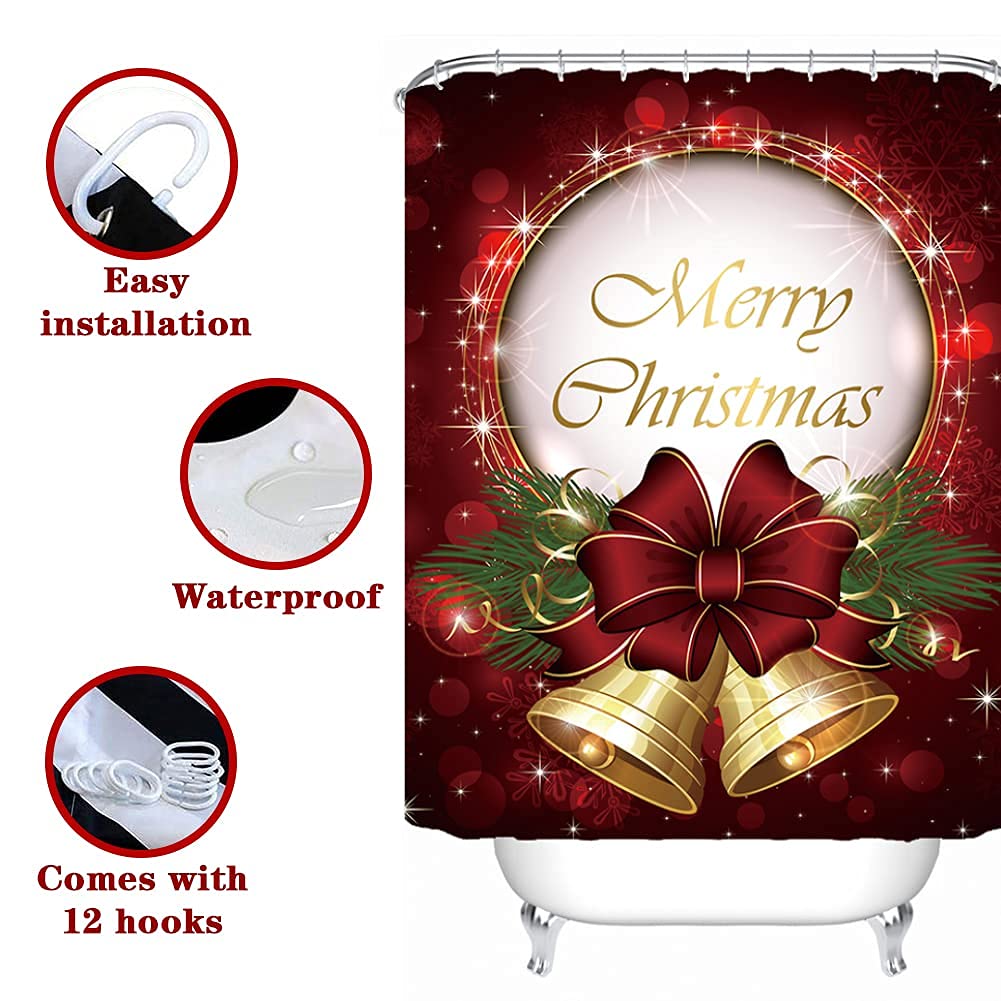 Easy
installation
Waterproof
Comes with
12 hooks
Merry
Christmas